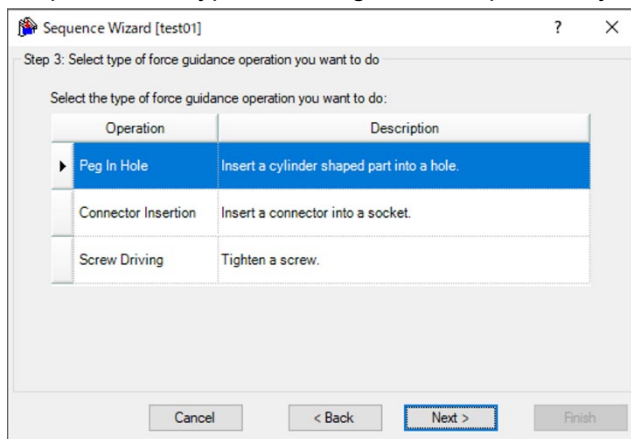 Sequence Wizard [test01]
? X
Step 3: Select type of force guidance operation you want to do
Select the type of force guidance operation you want to do:
Operation Description
Peg In Hole Insert a cylinder shaped part into a hole.
Connector Insertion Insert a connector into a socket.
Screw Driving Tighten a screw.
Cancel < Back Next > Finish